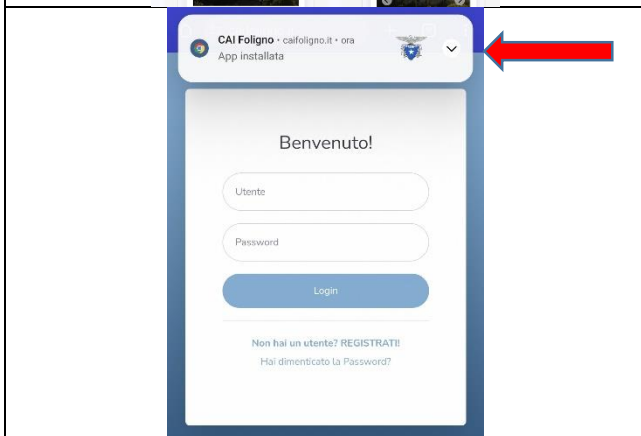 CAI Foligno • caifoligno.it • ora
App installata
Benvenuto!
Utente
Password
Login
Non hai un utente? REGISTRATI!
Hai dimenticato la Password?